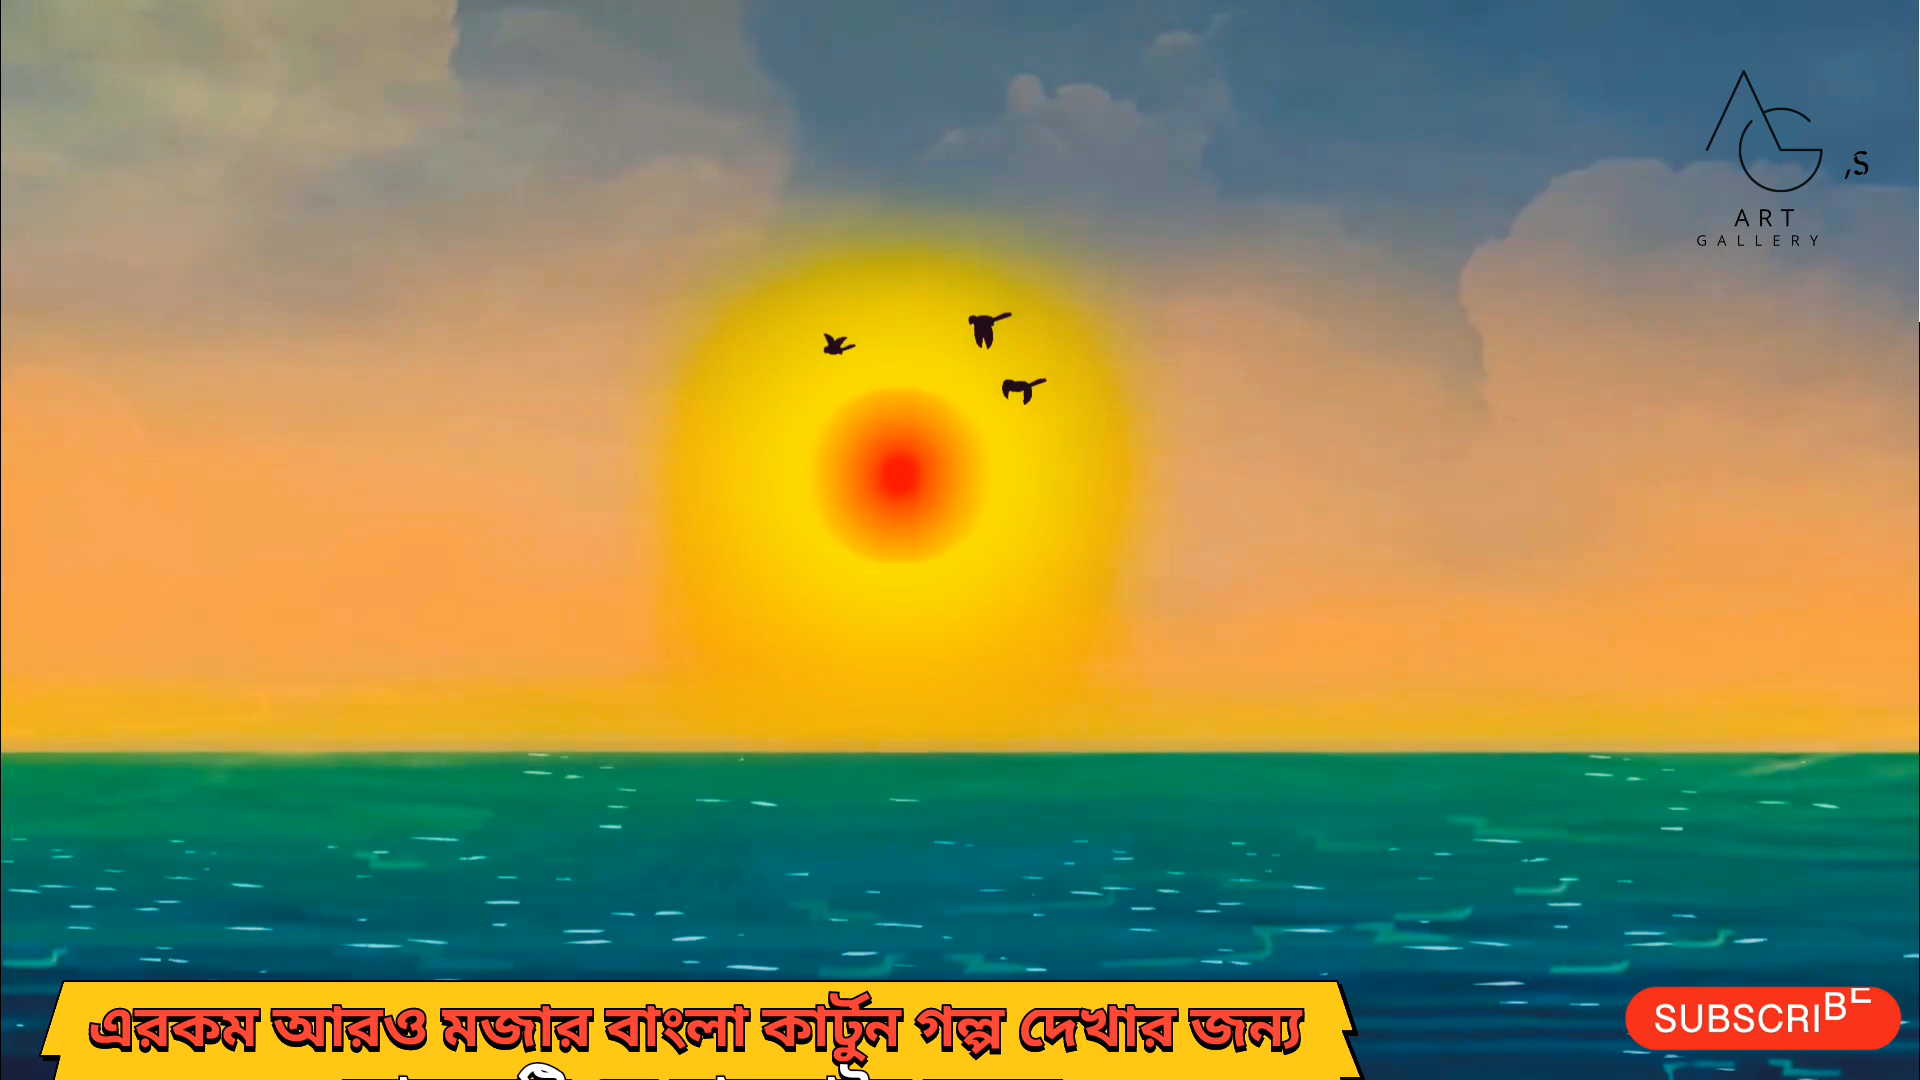 ,s
ART
GALLERY
এরকম আরও মজার বাংলা কার্টুন গল্প দেখার জন্য
SUBSCRIBE